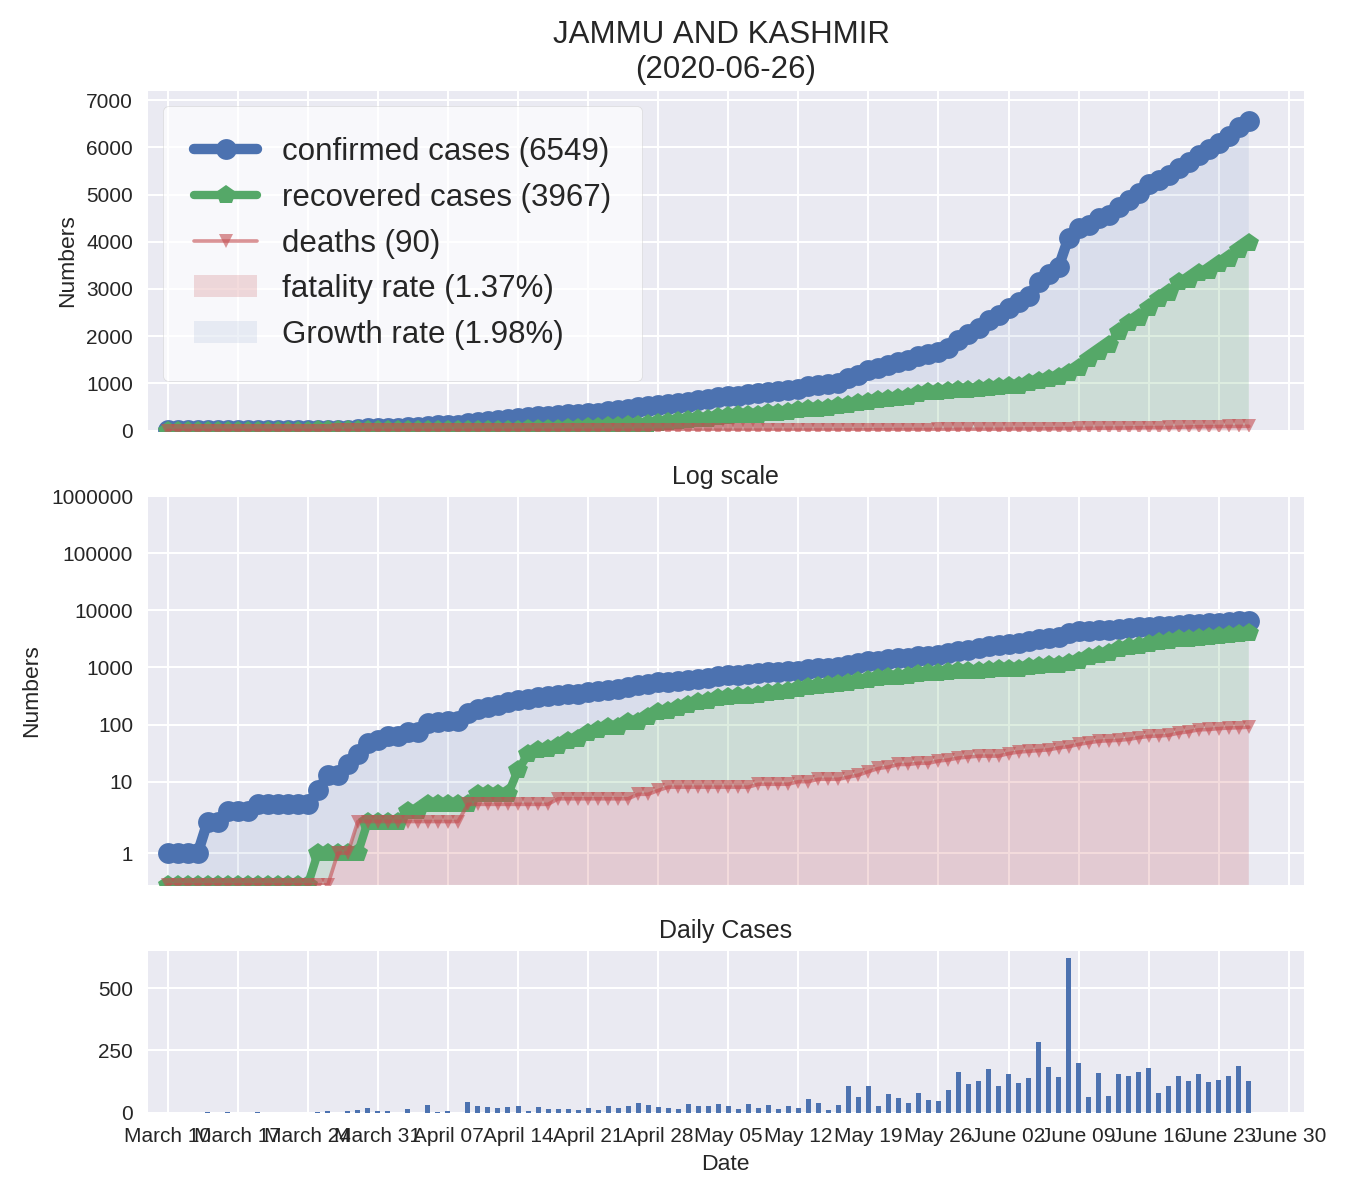 JAMMU AND KASHMIR
(2020-06-26)
7000
6000
5000
4000
3000
2000
1000
0
Numbers
confirmed cases (6549)
recovered cases (3967)
deaths (90)
fatality rate (1.37%)
Growth rate (1.98%)
Log scale
1000000
100000
10000
1000
100
10
1
Numbers
Daily Cases
500
250
0
March 10 March 17 March 24 March 31 April 07 April 14 April 21 April 28 May 05 May 12 May 19 May 26 June 02 June 09 June 16 June 23 June 30
Date